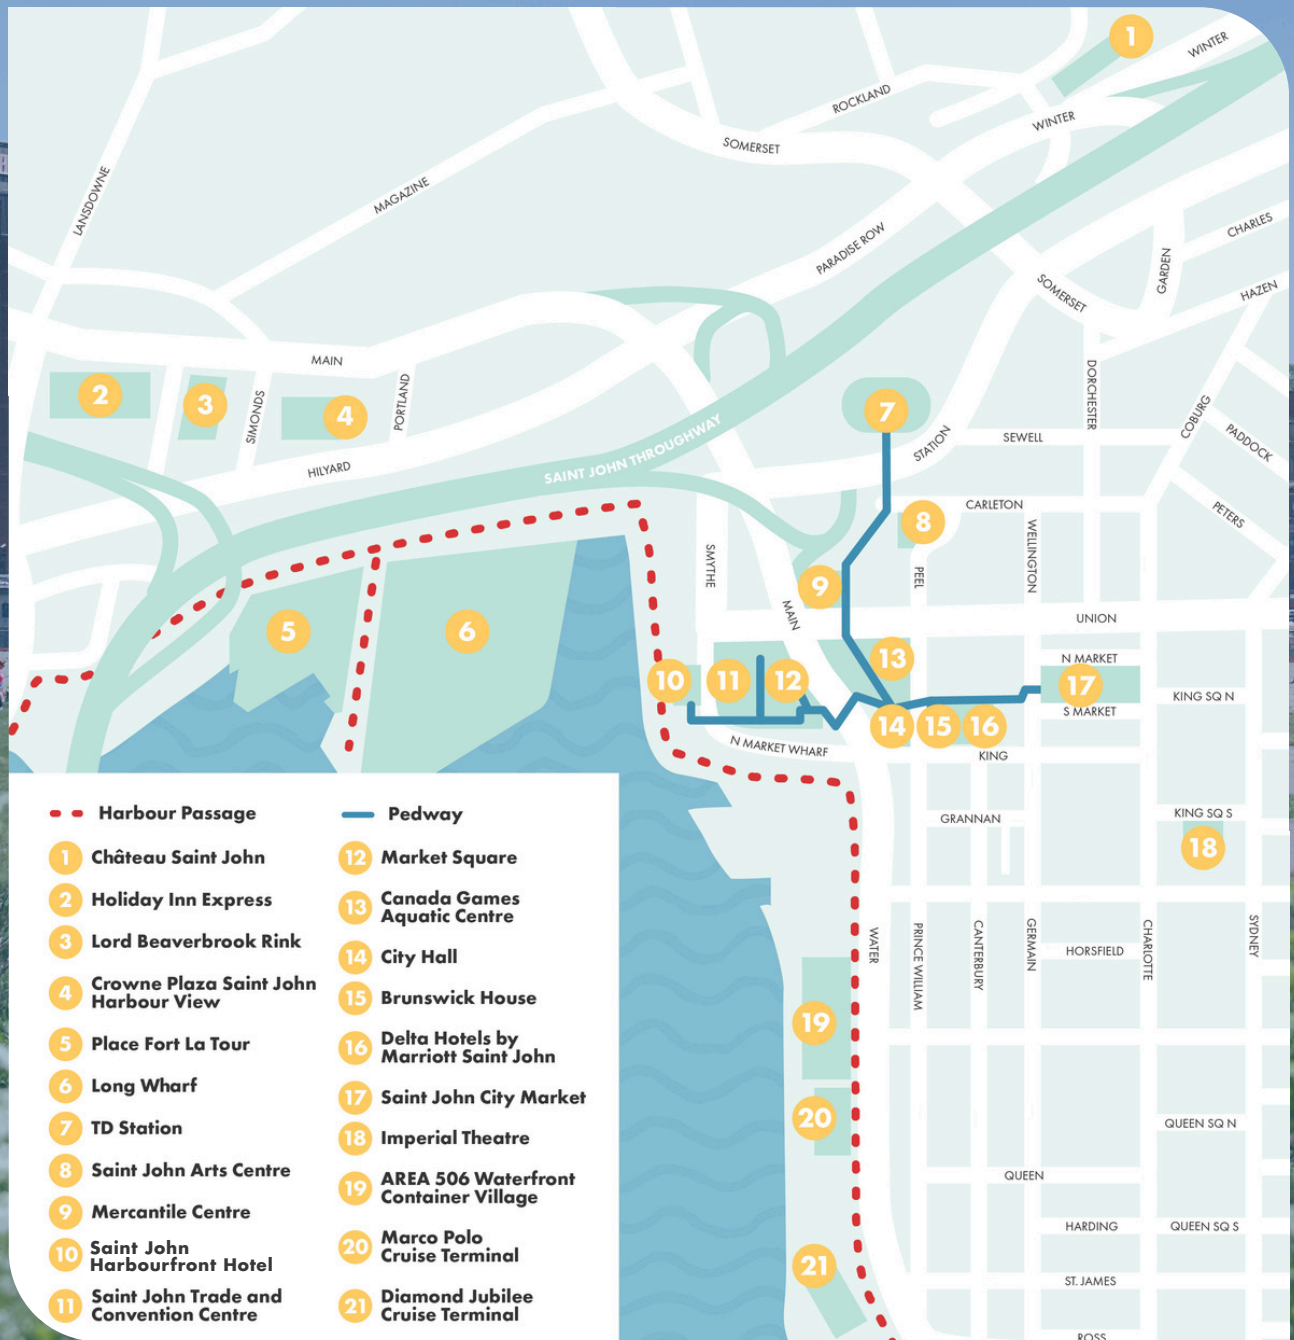 1
WINTER
ROCKLAND
WINTER
SOMERSET
LANSDOWNE
MAGAZINE
PARADISE ROW
CHARLES
GARDEN
SOMERSET
HAZEN
MAIN
2
3
SIMONDS
4
PORTLAND
HILYARD
SAINT JOHN THROUGHWAY
7
STATION
SEWELL
DORCHESTER
COBURG
PADDOCK
PETERS
CARLETON
8
WELLINGTON
SMYTHE
PEEL
9
MAIN
UNION
5
6
10
11
12
13
N MARKET
17
KING SQ N
S MARKET
14
15
16
N MARKET WHARF
KING
GRANNAN
KING SQ S
18
WATER
PRINCE WILLIAM
CANTERBURY
GERMAIN
HORSFIELD
CHARLOTTE
SYDNEY
19
20
QUEEN SQ N
QUEEN
HARDING
QUEEN SQ S
21
ST. JAMES
ROSS
Harbour Passage
1 Château Saint John
2 Holiday Inn Express
3 Lord Beaverbrook Rink
4 Crowne Plaza Saint John
Harbour View
5 Place Fort La Tour
6 Long Wharf
7 TD Station
8 Saint John Arts Centre
9 Mercantile Centre
10 Saint John
Harbourfront Hotel
11 Saint John Trade and
Convention Centre
Pedway
12 Market Square
13 Canada Games
Aquatic Centre
14 City Hall
15 Brunswick House
16 Delta Hotels by
Marriott Saint John
17 Saint John City Market
18 Imperial Theatre
19 AREA 506 Waterfront
Container Village
20 Marco Polo
Cruise Terminal
21 Diamond Jubilee
Cruise Terminal